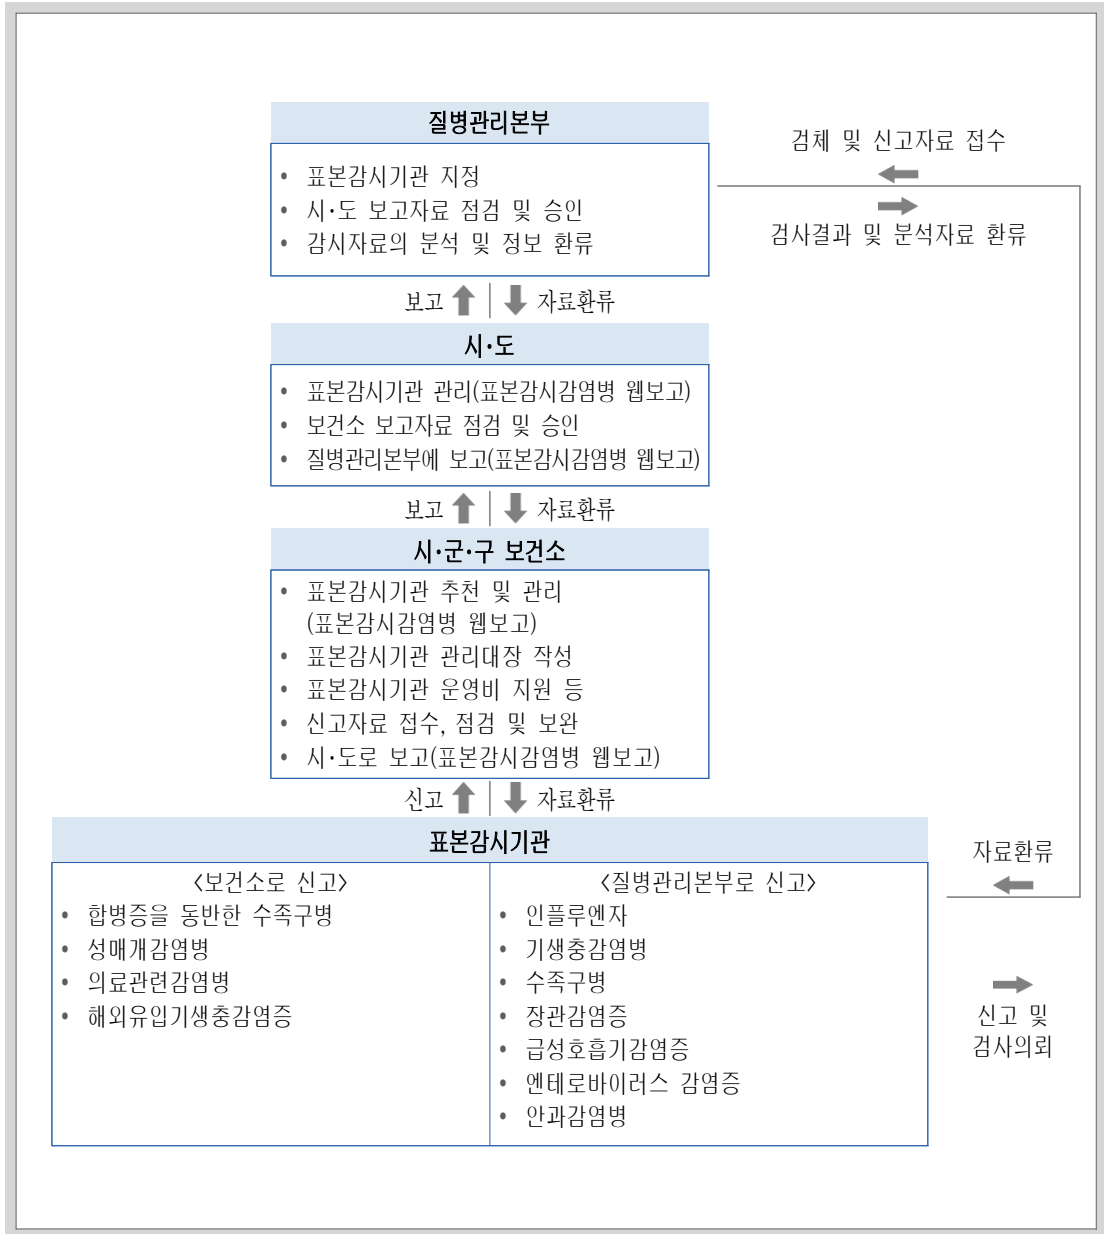 질병관리본부
• 표본감시기관 지정
• 시·도 보고자료 점검 및 승인
• 감시자료의 분석 및 정보 환류
검체 및 신고자료 접수
검사결과 및 분석자료 환류
보고
자료환류
시·도
• 표본감시기관 관리(표본감시감염병 웹보고)
• 보건소 보고자료 점검 및 승인
• 질병관리본부에 보고(표본감시감염병 웹보고)
보고
자료환류
시·군·구 보건소
• 표본감시기관 추천 및 관리
(표본감시감염병 웹보고)
• 표본감시기관 관리대장 작성
• 표본감시기관 운영비 지원 등
• 신고자료 접수, 점검 및 보완
• 시·도로 보고(표본감시감염병 웹보고)
신고
자료환류
표본감시기관
<보건소로 신고>
• 합병증을 동반한 수족구병
• 성매개감염병
• 의료관련감염병
• 해외유입기생충감염증
<질병관리본부로 신고>
• 인플루엔자
• 기생충감염병
• 수족구병
• 장관감염증
• 급성호흡기감염증
• 엔테로바이러스 감염증
• 안과감염병
자료환류
신고 및
검사의뢰